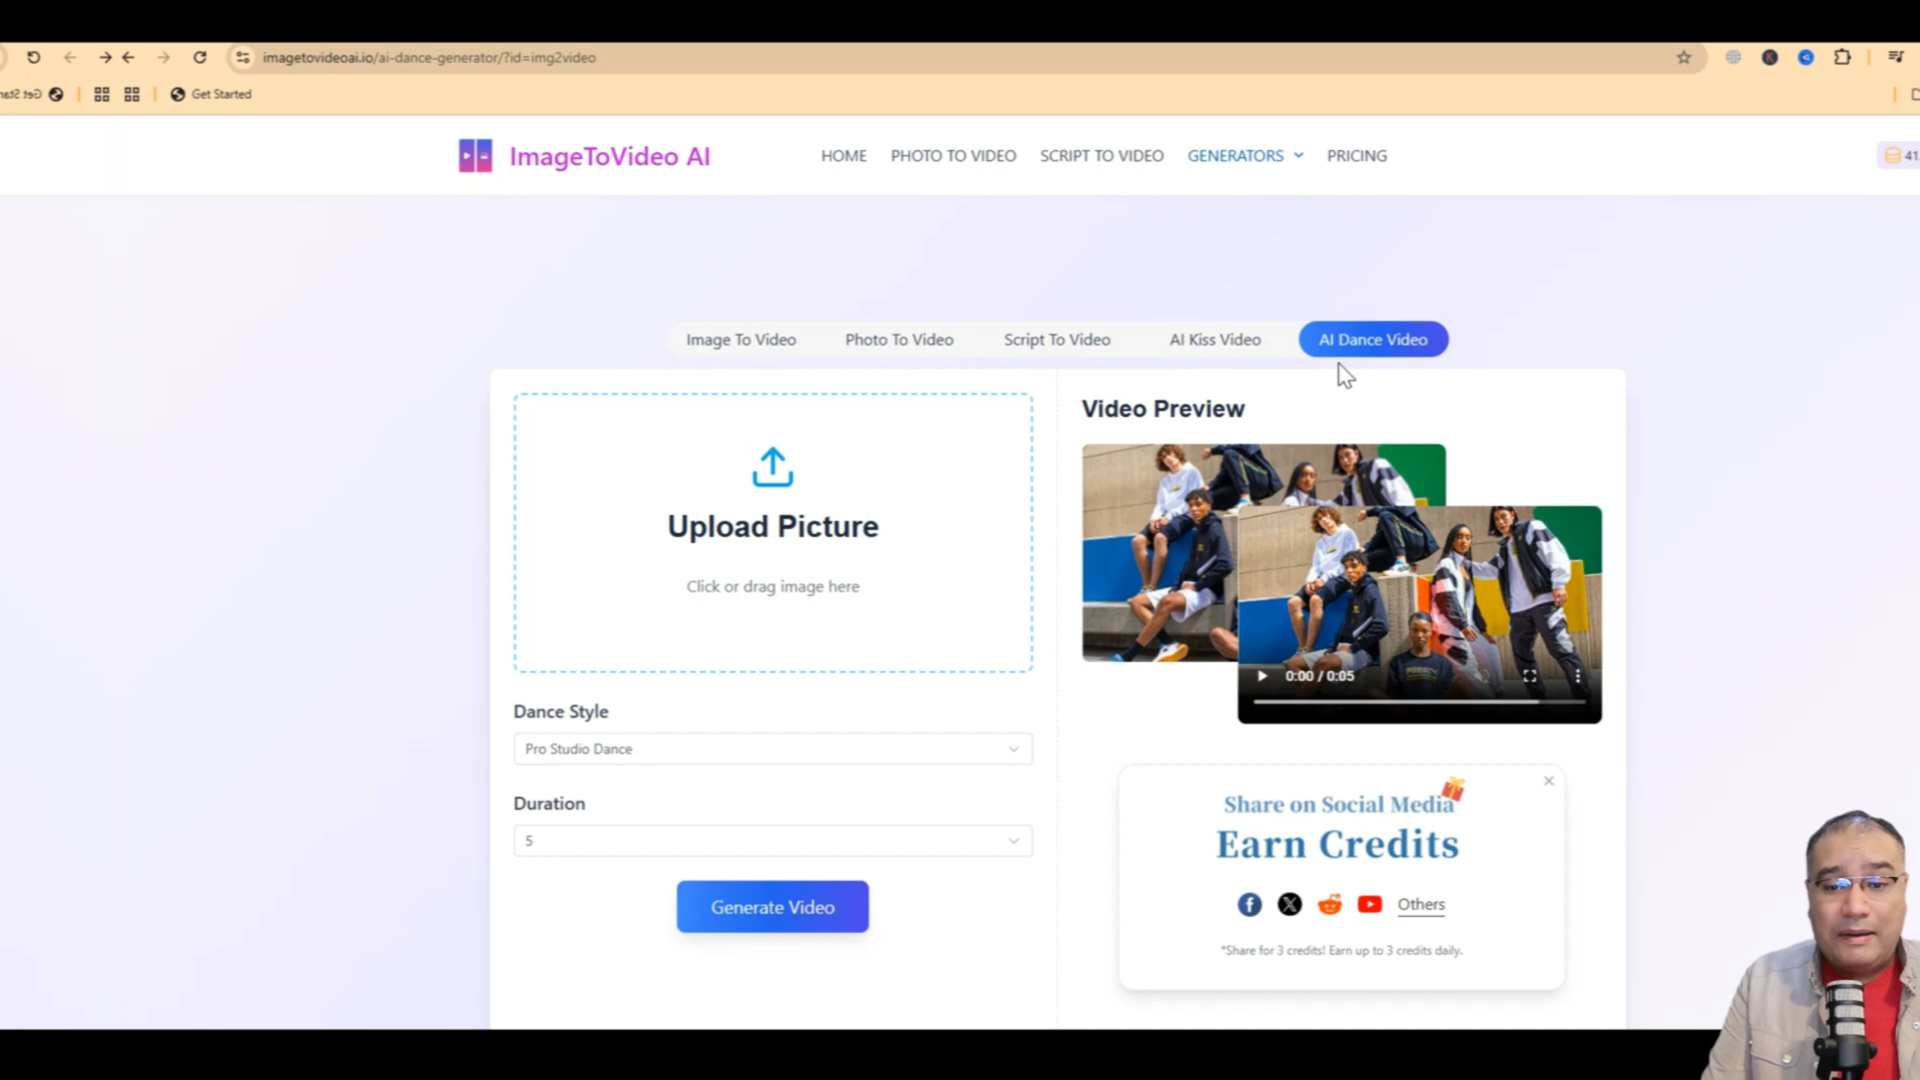 imagetovideoai.io/ai-dance-generator/?id=img2video
Get Started
ImageToVideo AI
HOME
PHOTO TO VIDEO
SCRIPT TO VIDEO
GENERATORS
PRICING
41
Image To Video
Photo To Video
Script To Video
AI Kiss Video
AI Dance Video
Upload Picture
Click or drag image here
Dance Style
Pro Studio Dance
Duration
5
Generate Video
Video Preview
0:00 / 0:05
Share on Social Media
Earn Credits
Others
*Share for 3 credits! Earn up to 3 credits daily.